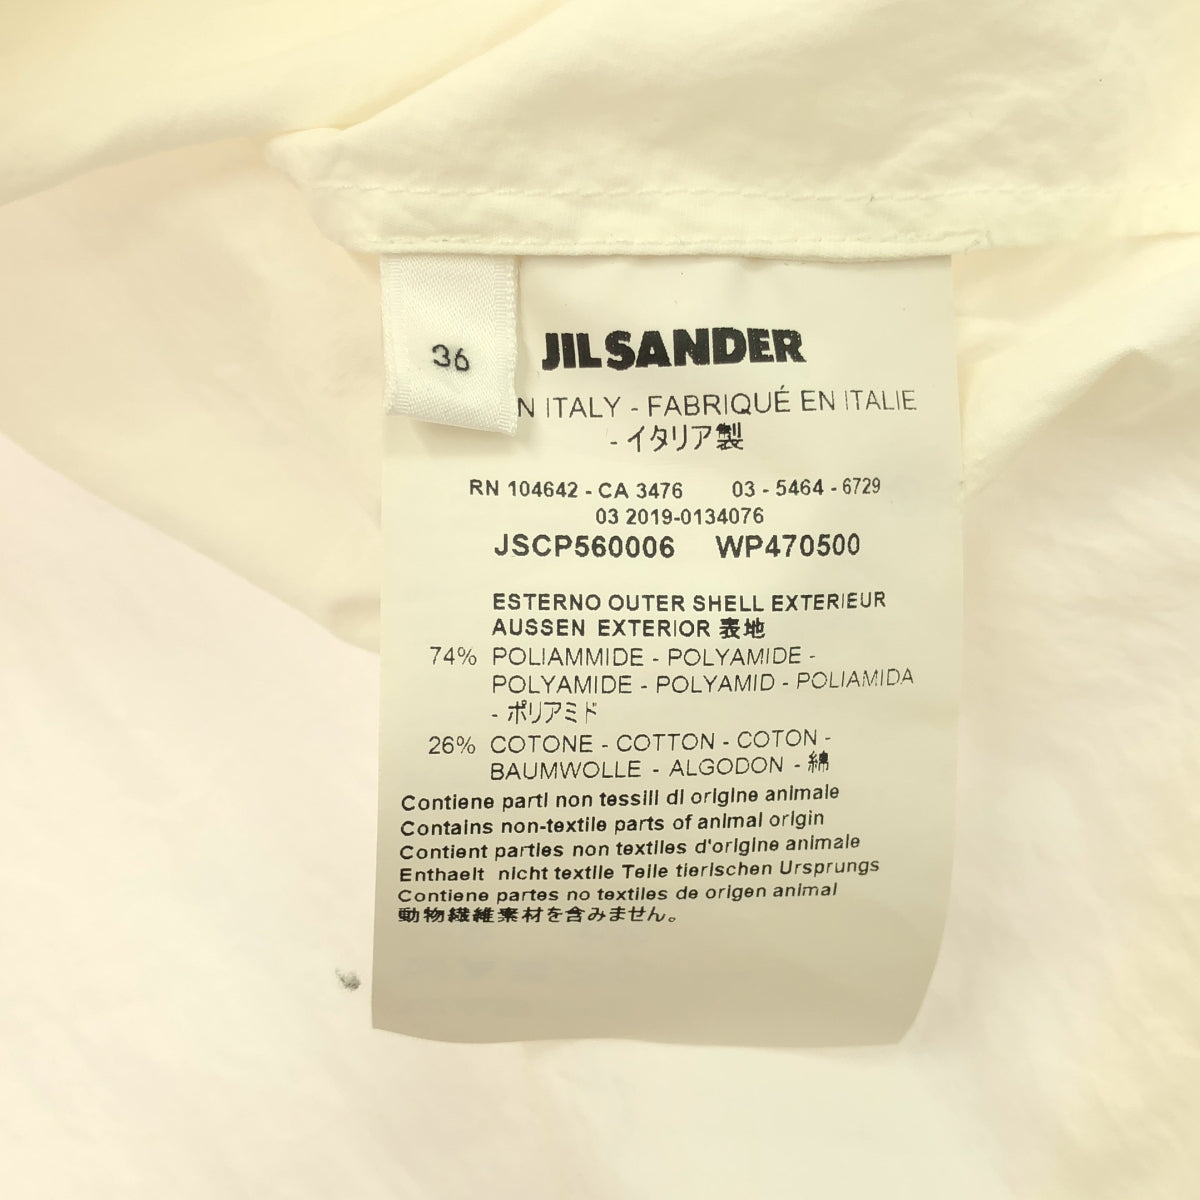 36
JIL SANDER
N ITALY - FABRIQUÉ EN ITALIE
- イタリア製
RN 104642 - CA 3476 03 - 5464 - 6729
03 2019-0134076
JSCP560006 WP470500
ESTERNO OUTER SHELL EXTERIEUR
AUSSEN EXTERIOR 表地
74% POLIAMMIDE - POLYAMIDE -
POLYAMIDE - POLYAMID - POLIAMIDA
- ポリアミド
26% COTONE - COTTON - COTON -
BAUMWOLLE - ALGODON - 綿
Contiene parti non tessili di origine animale
Contains non-textile parts of animal origin
Contient parties non textiles d'origine animale
Enthaelt nicht textile Teile tierischen Ursprungs
Contiene partes no textiles de origen animal
動物繊維素材を含みません。